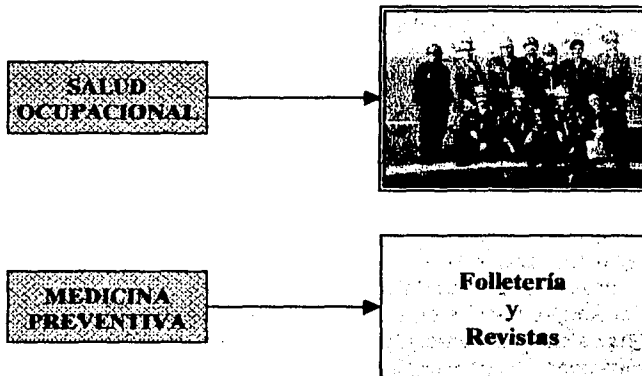 SALUD
OCUPACIONAL
MEDICINA
PREVENTIVA
Folletería
y
Revistas